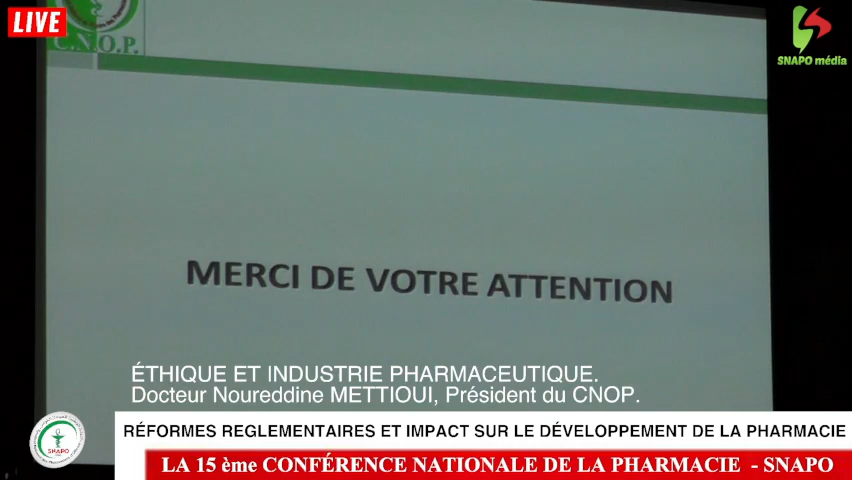 LIVE
C.N.O.P.
SNAPO média
MERCI DE VOTRE ATTENTION
ÉTHIQUE ET INDUSTRIE PHARMACEUTIQUE.
Docteur Noureddine METTIOUI, Président du CNOP.
SNAPO
RÉFORMES REGLEMENTAIRES ET IMPACT SUR LE DÉVELOPPEMENT DE LA PHARMACIE
LA 15 ème CONFÉRENCE NATIONALE DE LA PHARMACIE - SNAPO